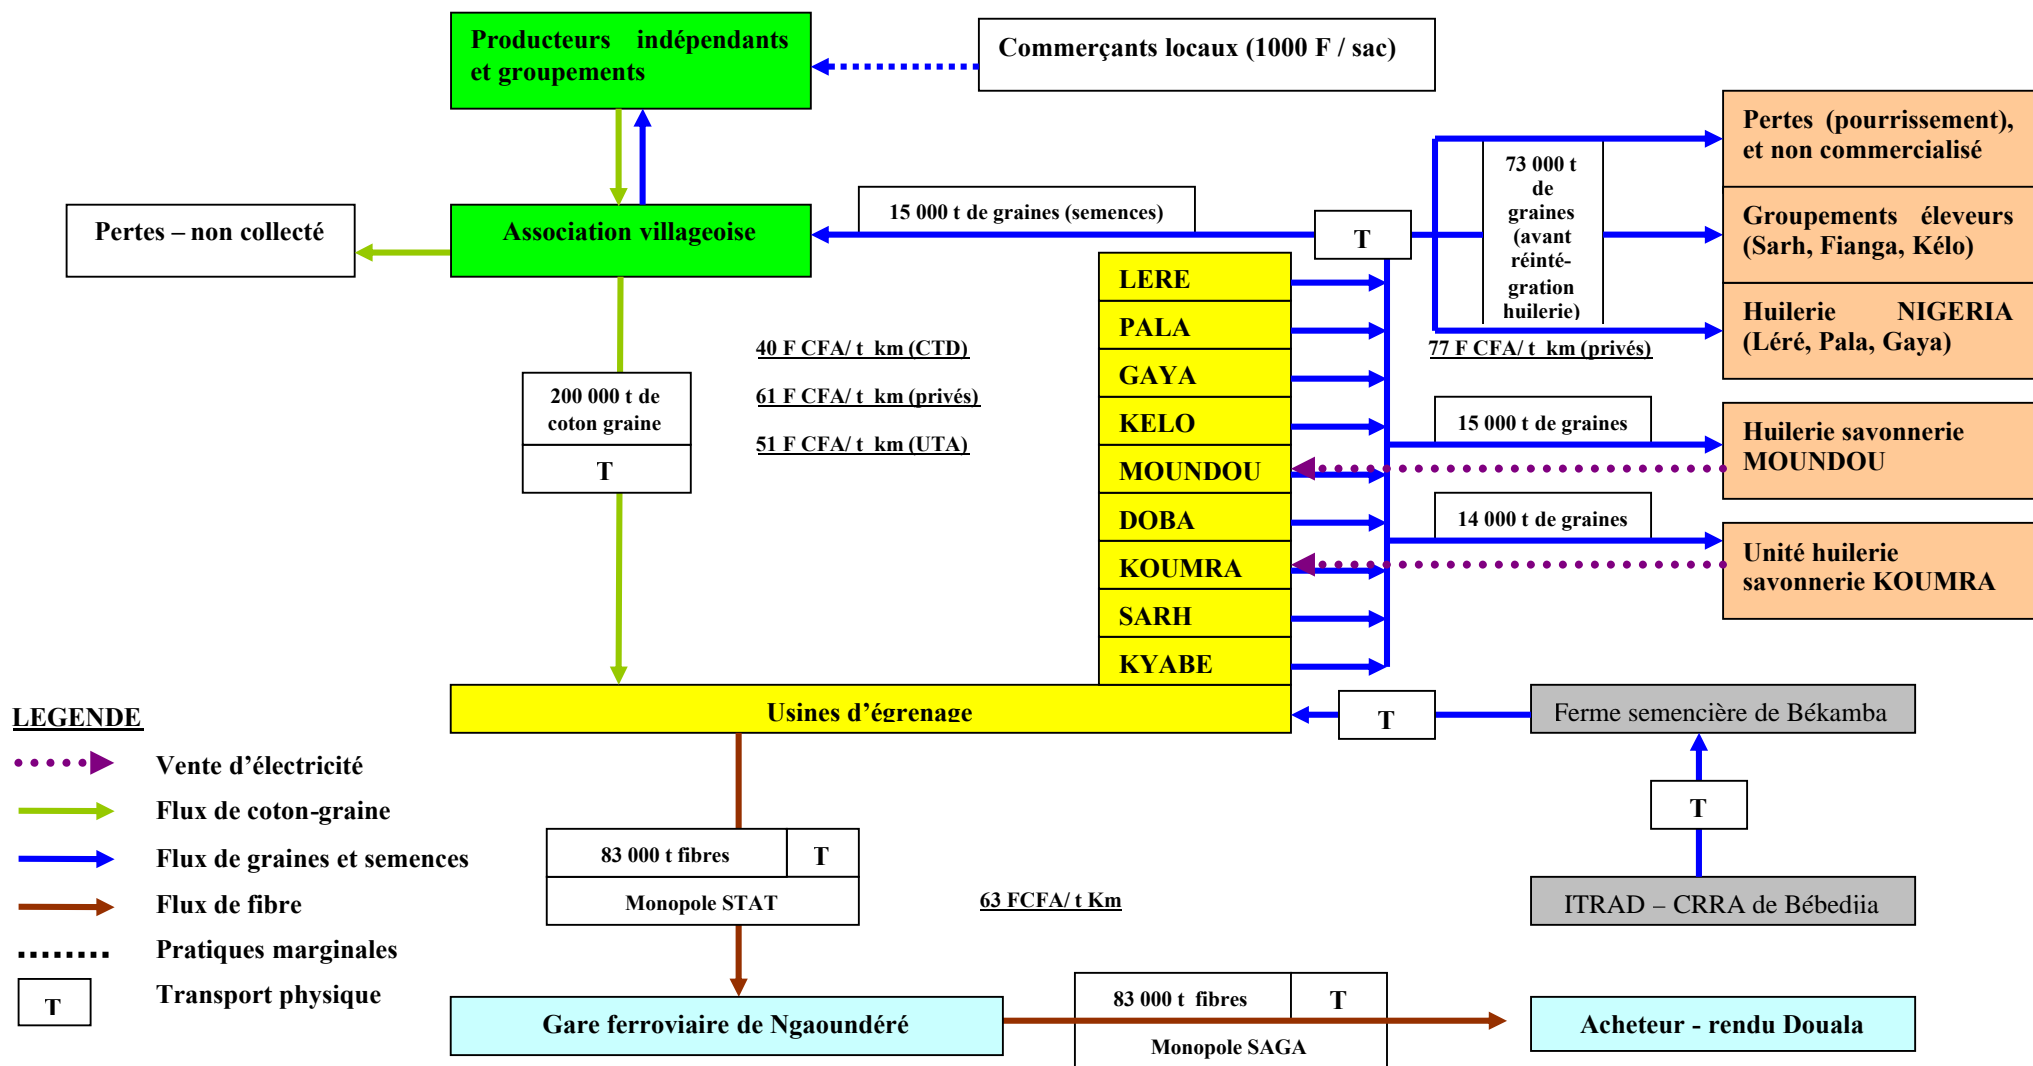 Producteurs indépendants
et groupements
Commerçants locaux (1000 F / sac)
Pertes (pourrissement),
et non commercialisé
73 000 t
de
graines
(avant
réinté-
gration
huilerie)
Pertes – non collecté
Association villageoise
15 000 t de graines (semences)
T
Groupements éleveurs
(Sarh, Fianga, Kélo)
LERE
PALA
GAYA
KELO
MOUNDOU
DOBA
KOUMRA
SARH
KYABE
Huilerie NIGERIA
(Léré, Pala, Gaya)
40 F CFA/ t km (CTD)
61 F CFA/ t km (privés)
51 F CFA/ t km (UTA)
77 F CFA/ t km (privés)
200 000 t de
coton graine
T
15 000 t de graines
Huilerie savonnerie
MOUNDOU
14 000 t de graines
Unité huilerie
savonnerie KOUMRA
Usines d’égrenage
T
Ferme semencière de Békamba
T
ITRAD – CRRA de Bébedjia
LEGENDE
Vente d’électricité
Flux de coton-graine
Flux de graines et semences
Flux de fibre
Pratiques marginales
T
Transport physique
83 000 t fibres
T
Monopole STAT
63 FCFA/ t Km
Gare ferroviaire de Ngaoundéré
83 000 t fibres
T
Monopole SAGA
Acheteur - rendu Douala